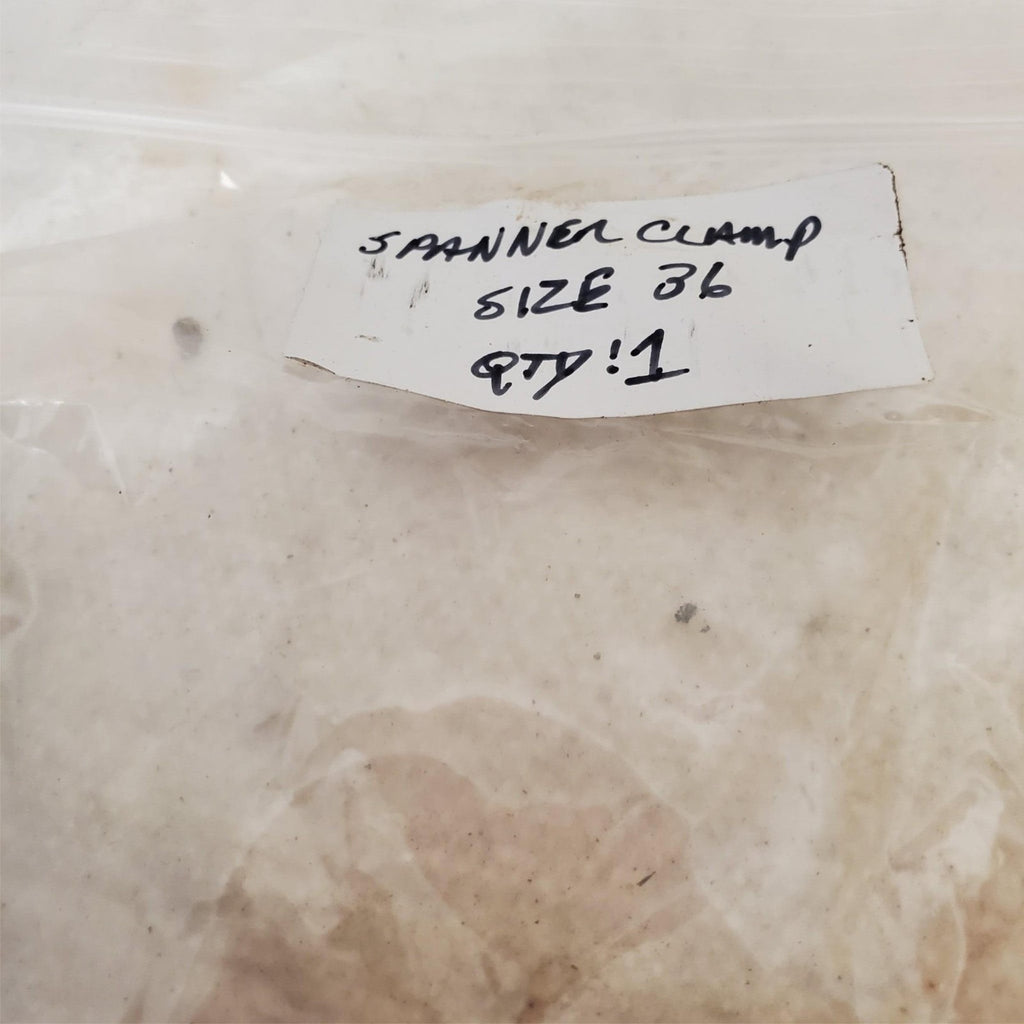 SPANNER CLAMP
SIZE 36
QTY: 1